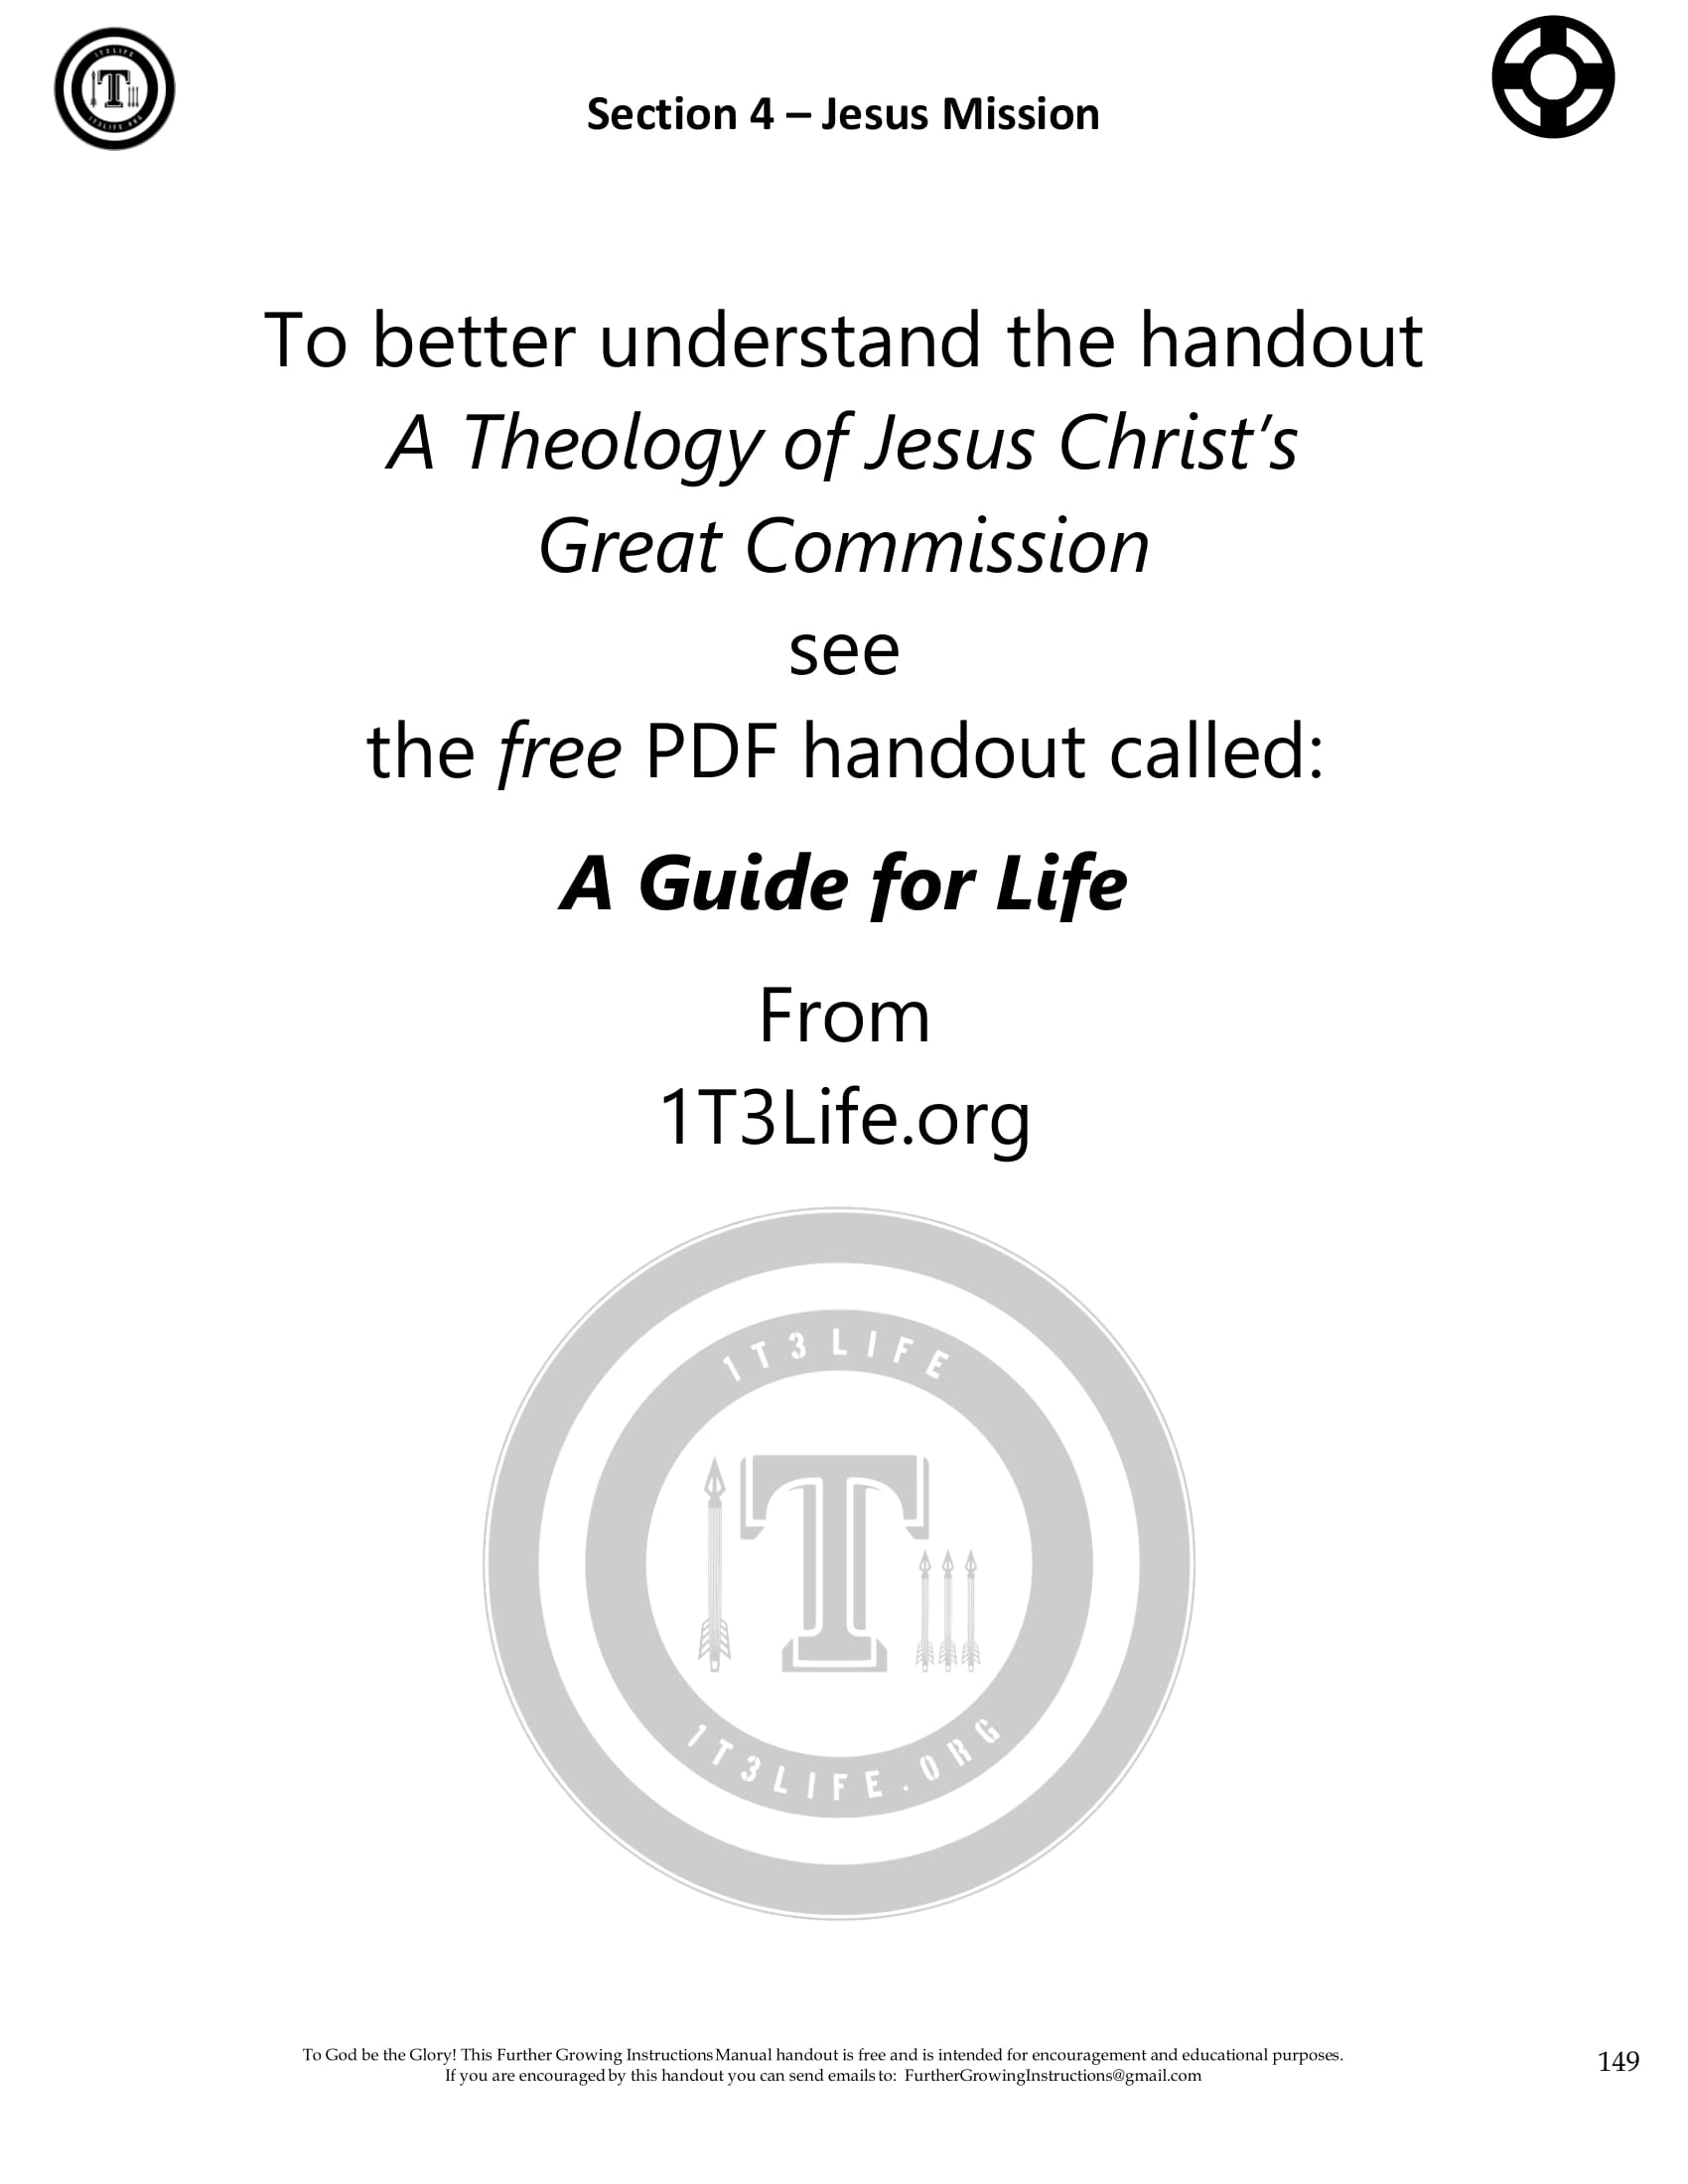 1T3LIFE
T
1T3LIFE.ORG
Section 4 – Jesus Mission
To better understand the handout
A Theology of Jesus Christ’s
Great Commission
see
the free PDF handout called:
A Guide for Life
From
1T3Life.org
1T3LIFE
T
1T3LIFE.ORG
To God be the Glory! This Further Growing Instructions Manual handout is free and is intended for encouragement and educational purposes.
If you are encouraged by this handout you can send emails to: FurtherGrowingInstructions@gmail.com
149